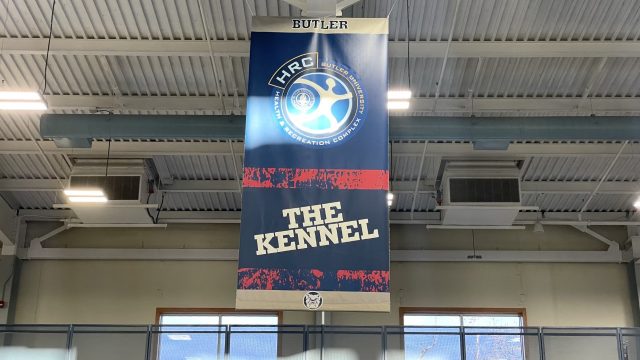 BUTLER
HRC
BUTLER UNIVERSITY
HEALTH & RECREATION COMPLEX
THE
KENNEL